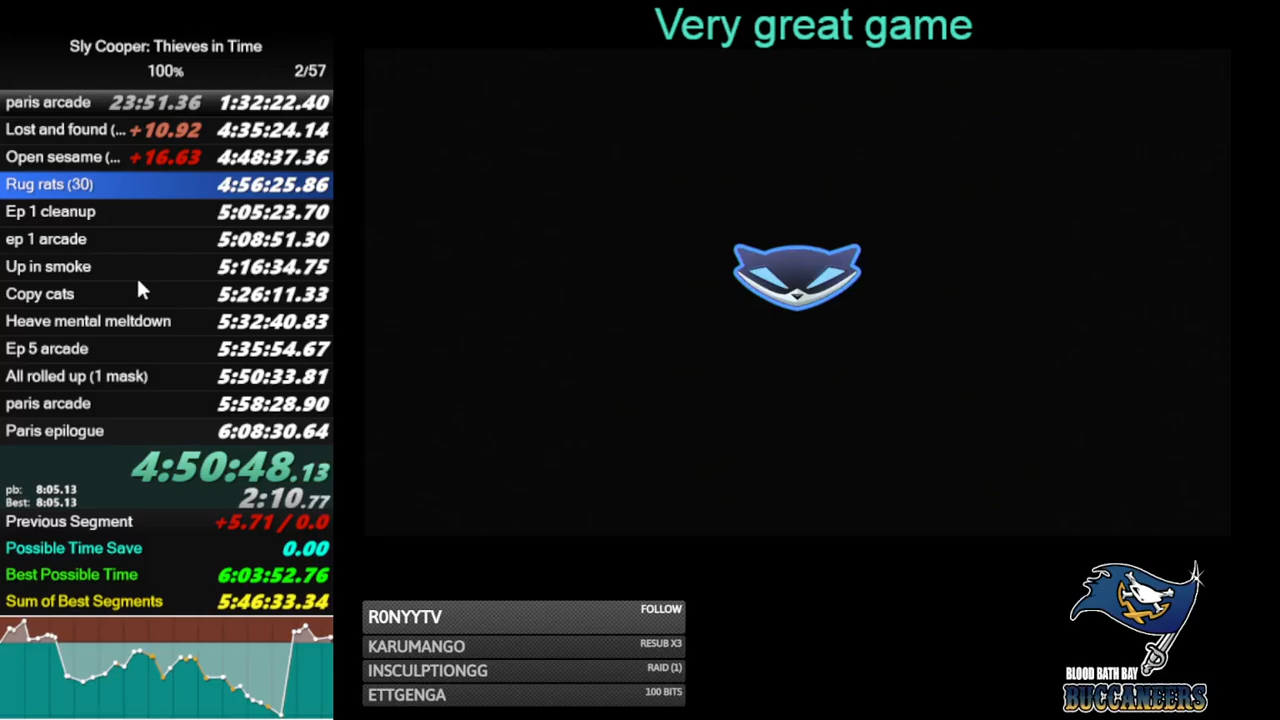 Very great game
Sly Cooper: Thieves in Time
100% 2/57
paris arcade 23:51.36 1:32:22.40
Lost and found (... +10.92 4:35:24.14
Open sesame (... +16.63 4:48:37.36
Rug rats (30) 4:56:25.86
Ep 1 cleanup 5:05:23.70
ep 1 arcade 5:08:51.30
Up in smoke 5:16:34.75
Copy cats 5:26:11.33
Heave mental meltdown 5:32:40.83
Ep 5 arcade 5:35:54.67
All rolled up (1 mask) 5:50:33.81
paris arcade 5:58:28.90
Paris epilogue 6:08:30.64
4:50:48.13
pb: 8:05.13
Best: 8:05.13
2:10.77
Previous Segment +5.71 / 0.0
Possible Time Save 0.00
Best Possible Time 6:03:52.76
Sum of Best Segments 5:46:33.34
R0NYYTV FOLLOW
KARUMANGO RESUB X3
INSCULPTIONGG RAID (1)
ETTGENGA 100 BITS
BLOOD BATH BAY
BUCCANEERS